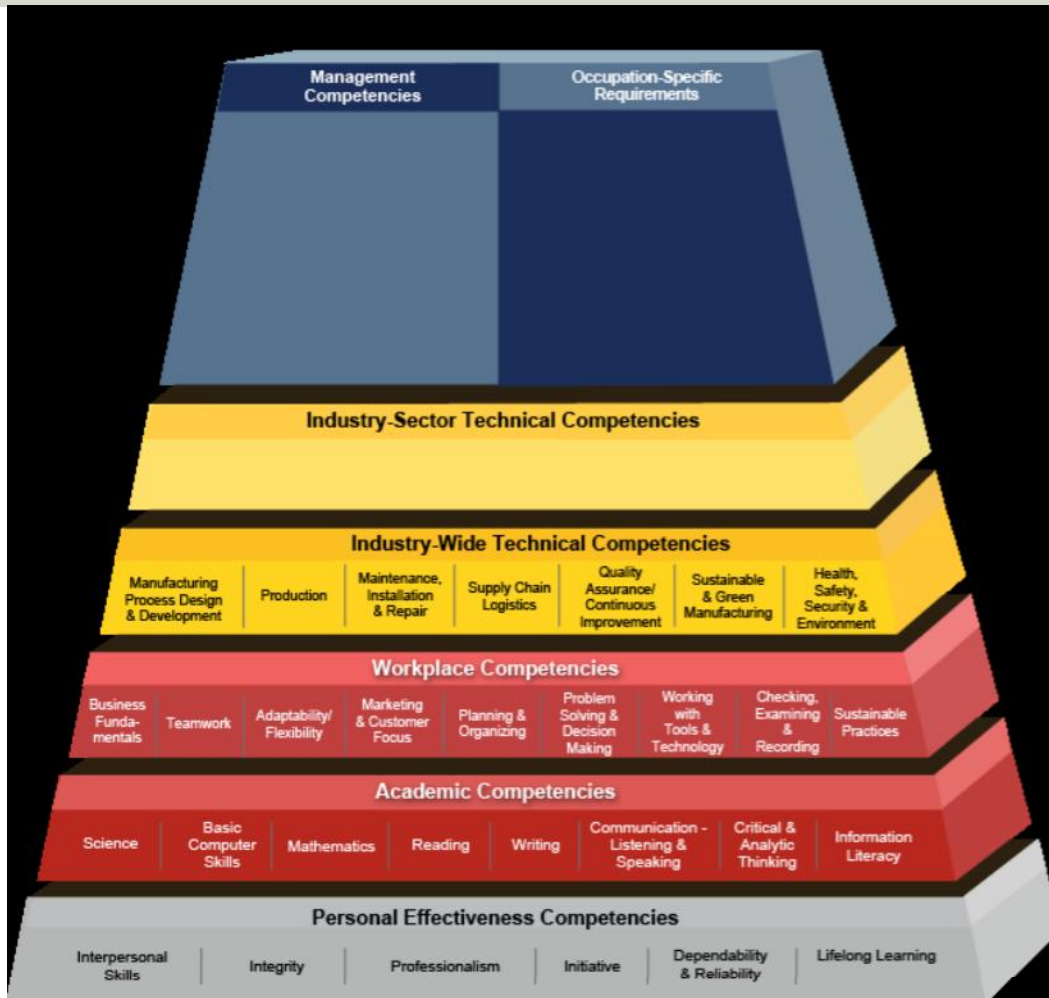 Management
Competencies
Occupation-Specific
Requirements
Industry-Sector Technical Competencies
Industry-Wide Technical Competencies
Manufacturing
Process Design
& Development
Production
Maintenance,
Installation
& Repair
Supply Chain
Logistics
Quality
Assurance/
Continuous
Improvement
Sustainable
& Green
Manufacturing
Health,
Safety,
Security &
Environment
Workplace Competencies
Business
Funda-
mentals
Teamwork
Adaptability/
Flexibility
Marketing
& Customer
Focus
Planning &
Organizing
Problem
Solving &
Decision
Making
Working
with
Tools &
Technology
Checking,
Examining
&
Recording
Sustainable
Practices
Academic Competencies
Science
Basic
Computer
Skills
Mathematics
Reading
Writing
Communication -
Listening &
Speaking
Critical &
Analytic
Thinking
Information
Literacy
Personal Effectiveness Competencies
Interpersonal
Skills
Integrity
Professionalism
Initiative
Dependability
& Reliability
Lifelong Learning